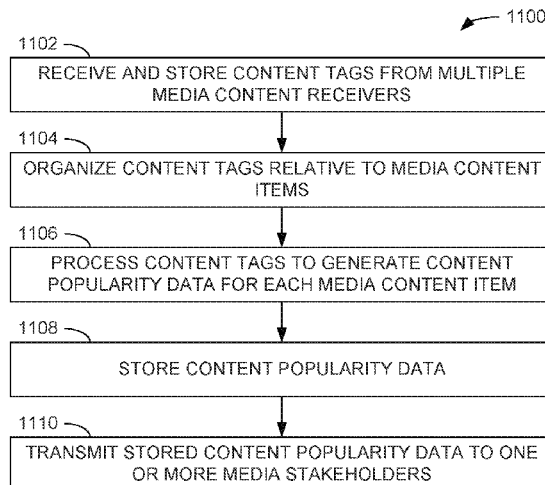 1100
1102
RECEIVE AND STORE CONTENT TAGS FROM MULTIPLE
MEDIA CONTENT RECEIVERS
1104
ORGANIZE CONTENT TAGS RELATIVE TO MEDIA CONTENT
ITEMS
1106
PROCESS CONTENT TAGS TO GENERATE CONTENT
POPULARITY DATA FOR EACH MEDIA CONTENT ITEM
1108
STORE CONTENT POPULARITY DATA
1110
TRANSMIT STORED CONTENT POPULARITY DATA TO ONE
OR MORE MEDIA STAKEHOLDERS